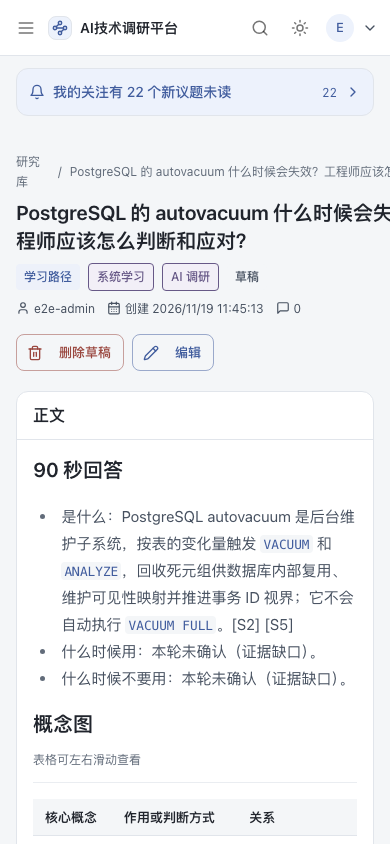 AI技术调研平台
E
我的关注有 22 个新议题未读
22
研究
库
/ PostgreSQL 的 autovacuum 什么时候会失效？工程师应该怎
PostgreSQL 的 autovacuum 什么时候会失
程师应该怎么判断和应对?
学习路径
系统学习
AI 调研
草稿
e2e-admin
创建 2026/11/19 11:45:13
0
删除草稿
编辑
正文
90 秒回答
• 是什么：PostgreSQL autovacuum 是后台维
护子系统，按表的变化量触发 VACUUM 和
ANALYZE，回收死元组供数据库内部复用、
维护可见性映射并推进事务 ID 视界；它不会
自动执行 VACUUM FULL。[S2] [S5]
• 什么时候用：本轮未确认（证据缺口）。
• 什么时候不要用：本轮未确认（证据缺口）。
概念图
表格可左右滑动查看
核心概念
作用或判断方式
关系